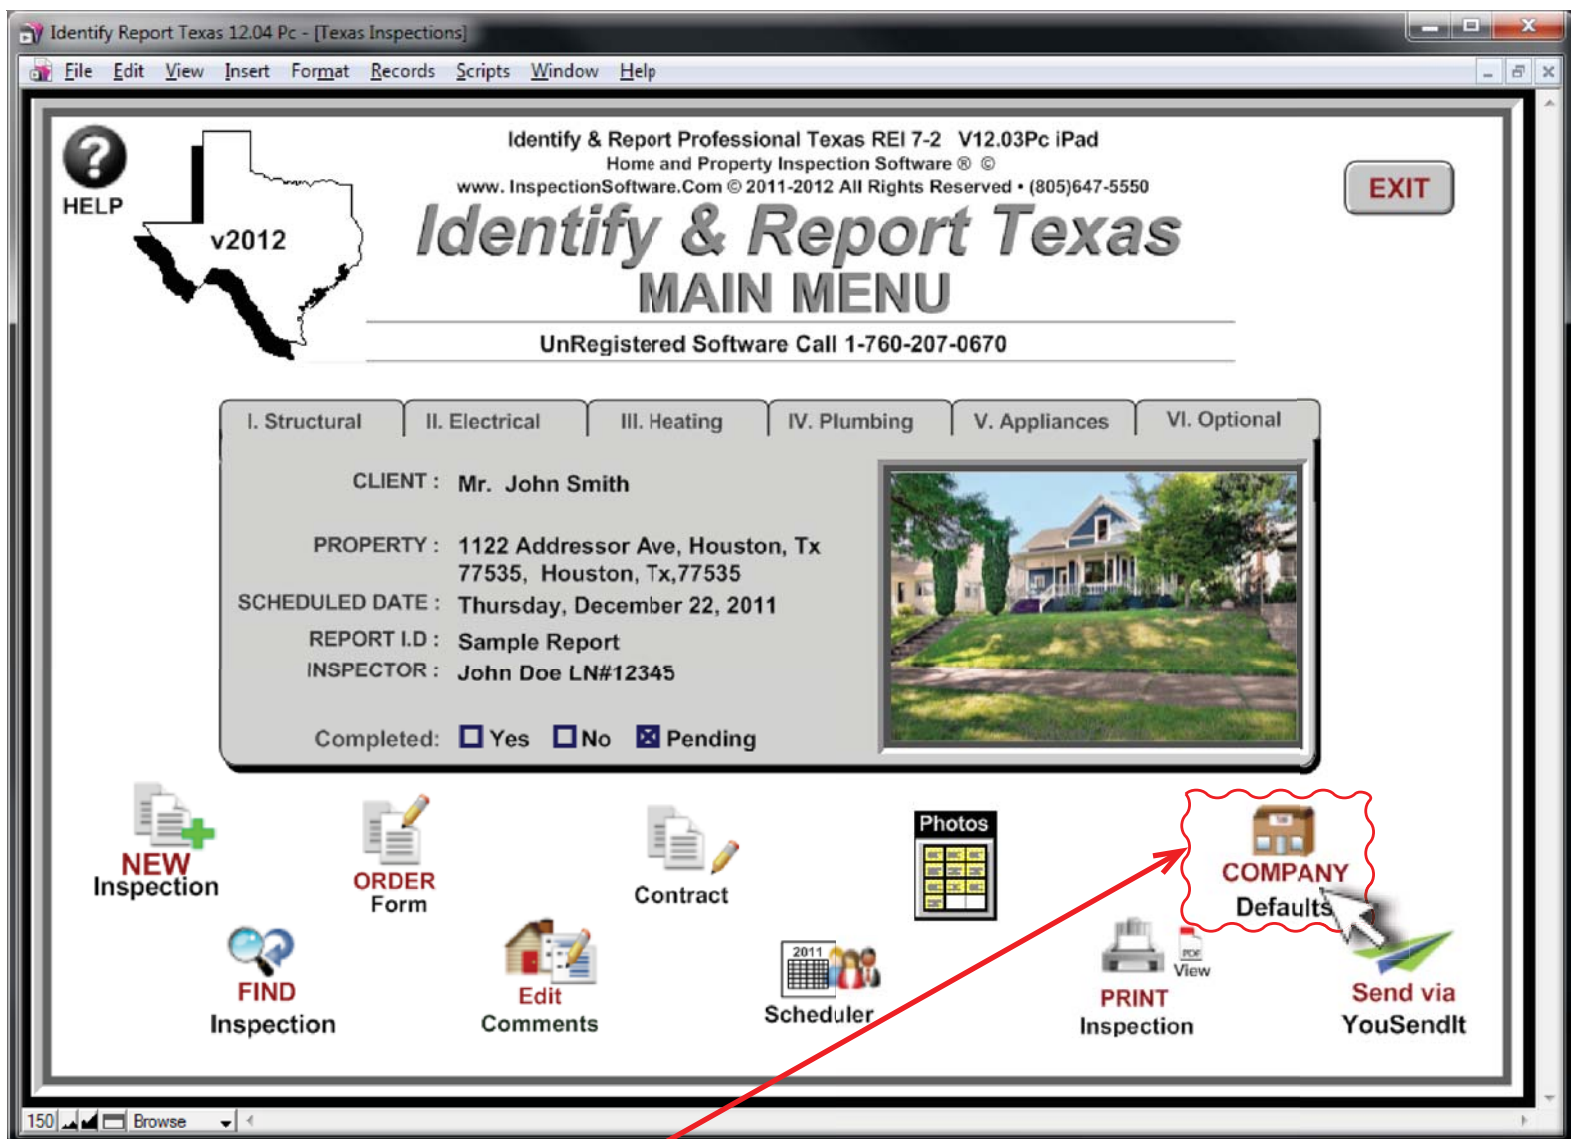 Identify Report Texas 12.04 Pc - [Texas Inspections]
File Edit View Insert Format Records Scripts Window Help
Identify & Report Professional Texas REI 7-2 V12.03Pc iPad
Home and Property Inspection Software ® ©
www. InspectionSoftware.Com © 2011-2012 All Rights Reserved • (805)647-5550
HELP
v2012
EXIT
Identify & Report Texas
MAIN MENU
UnRegistered Software Call 1-760-207-0670
I. Structural II. Electrical III. Heating IV. Plumbing V. Appliances VI. Optional
CLIENT : Mr. John Smith
PROPERTY : 1122 Addressor Ave, Houston, Tx
77535, Houston, Tx,77535
SCHEDULED DATE : Thursday, December 22, 2011
REPORT I.D : Sample Report
INSPECTOR : John Doe LN#12345
Completed: Yes No Pending
NEW
Inspection
ORDER
Form
Contract
Photos
COMPANY
Defaults
FIND
Inspection
Edit
Comments
2011
Scheduler
PDF
View
PRINT
Inspection
Send via
YouSendIt
150 Browse